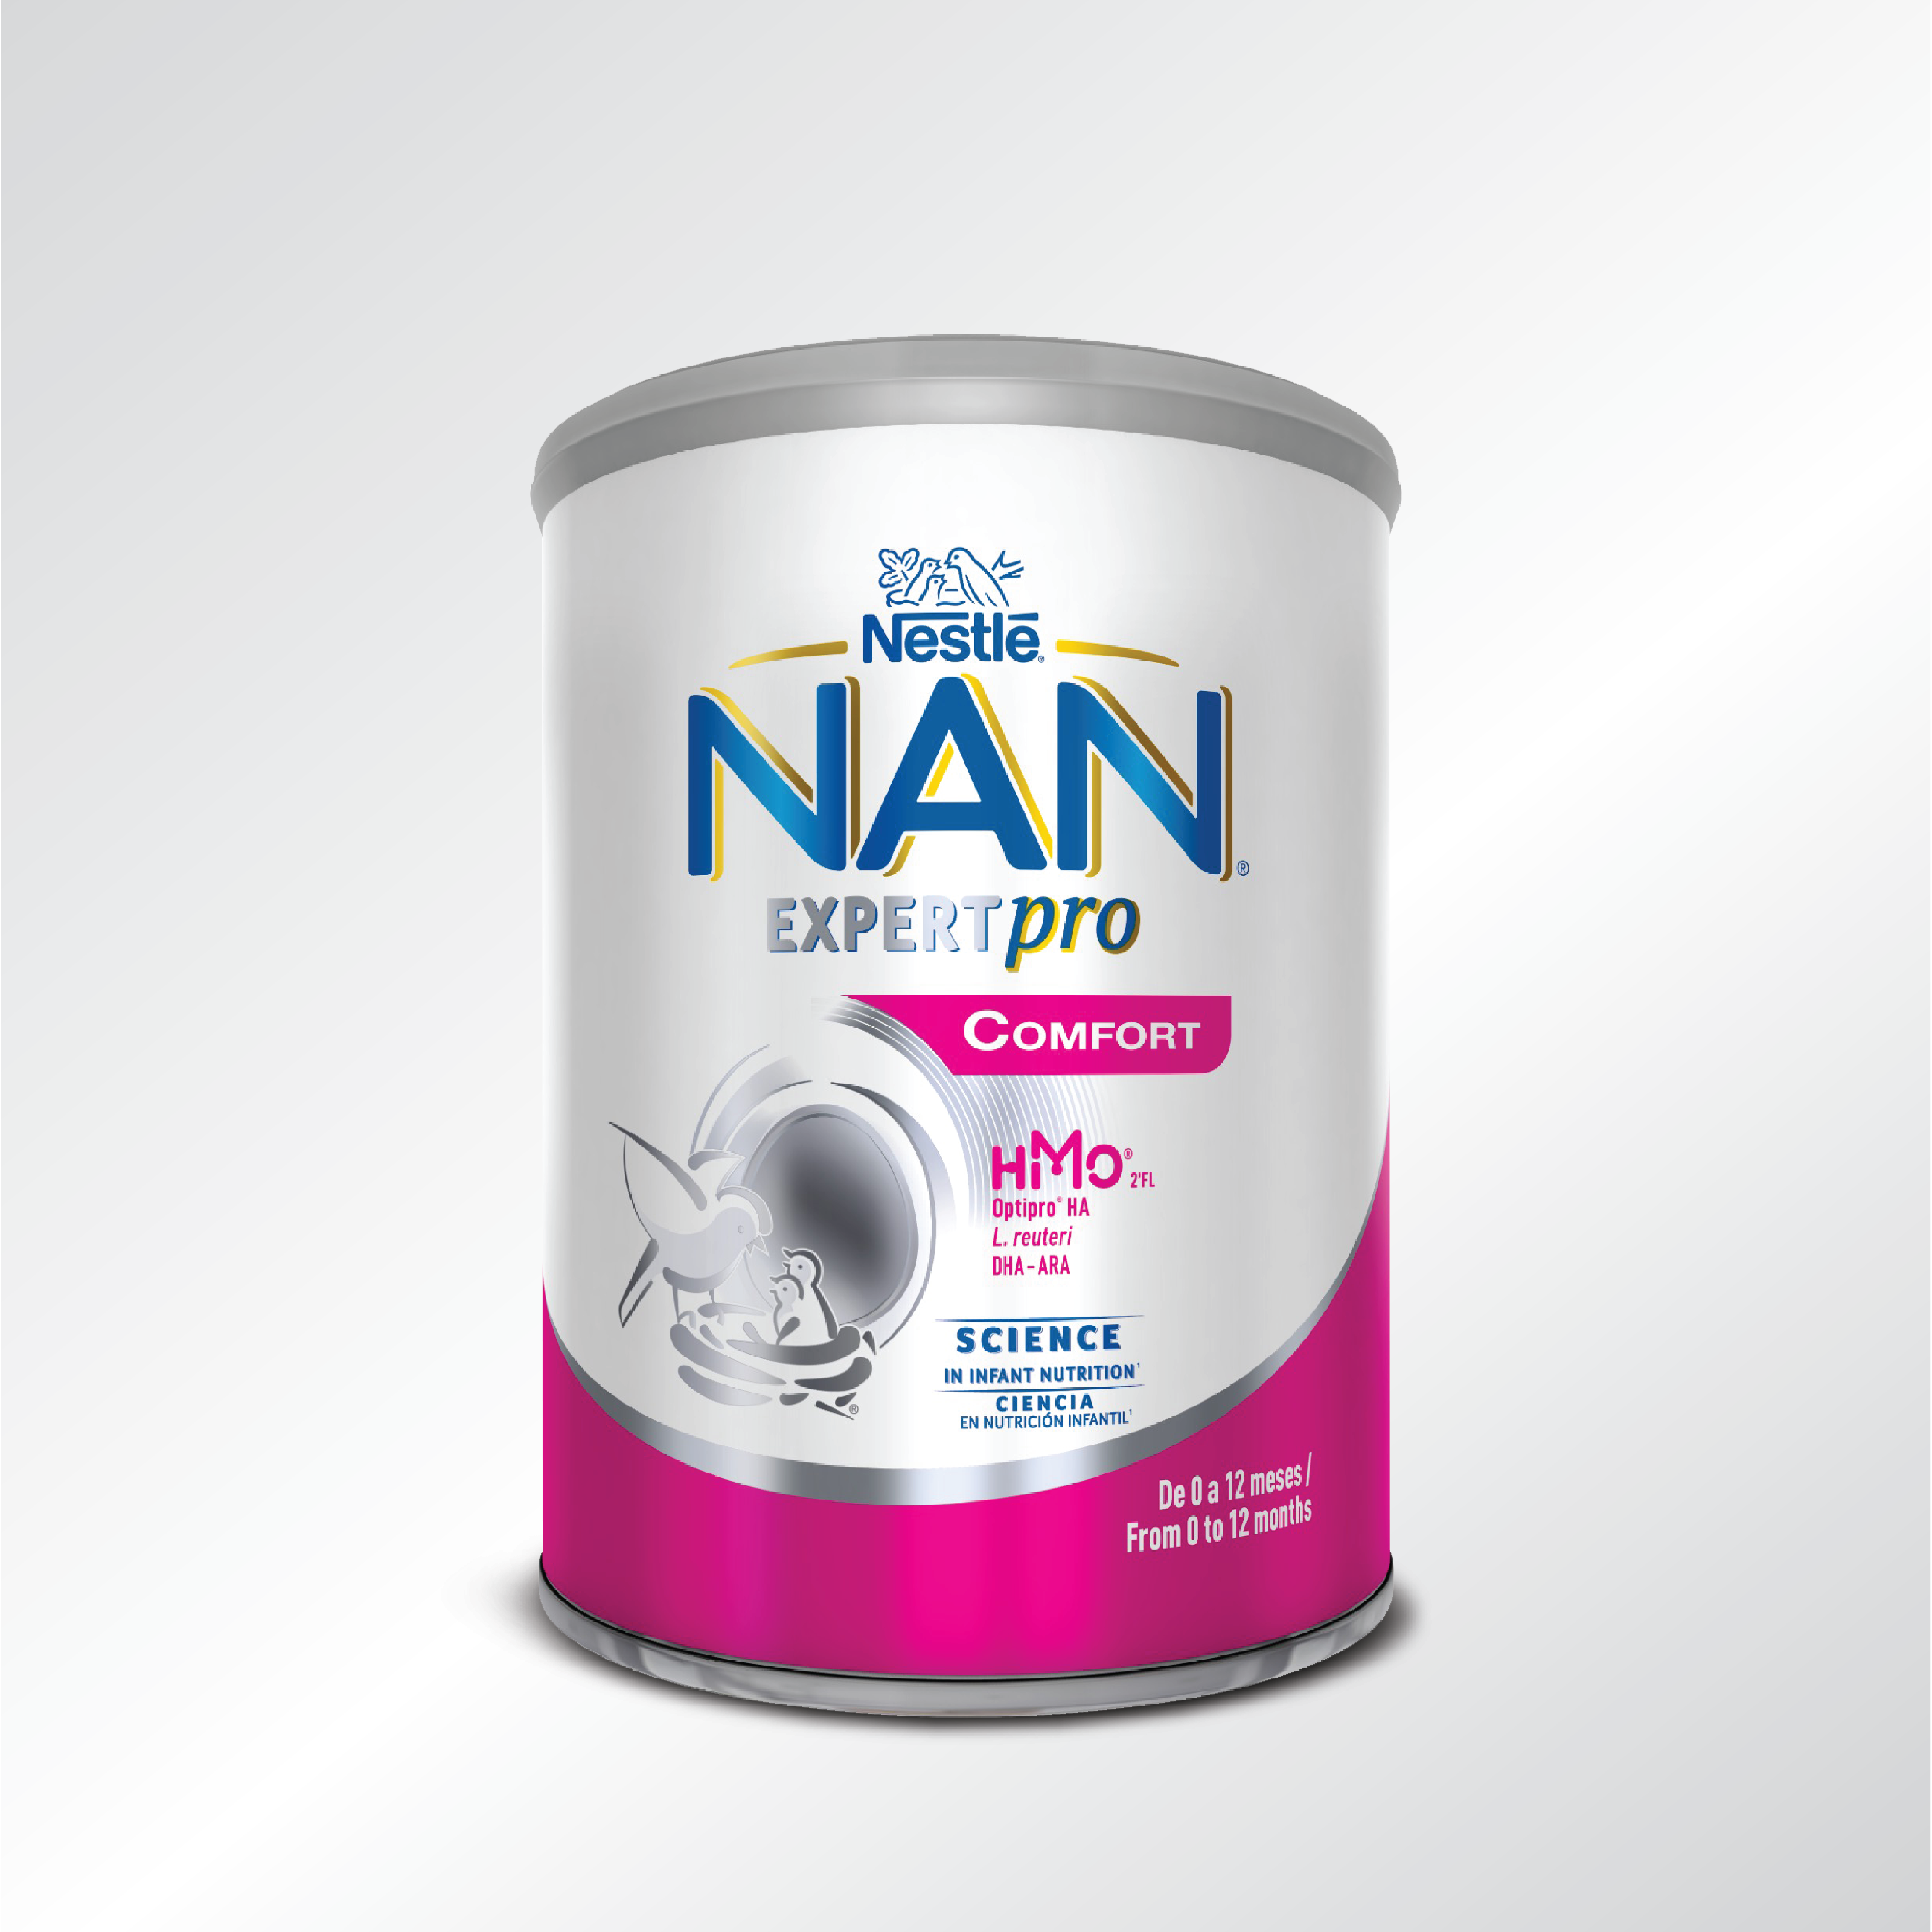 Nestlé®
NAN®
EXPERTpro
COMFORT
HiMO® 2'FL
Optipro® HA
L. reuteri
DHA-ARA
SCIENCE
IN INFANT NUTRITION¹
CIENCIA
EN NUTRICIÓN INFANTIL¹
De 0 a 12 meses /
From 0 to 12 months